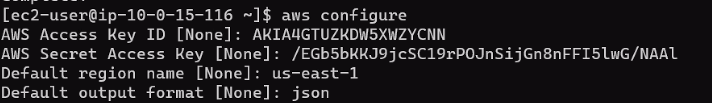 [ec2-user@ip-10-0-15-116 ~]$ aws configure
AWS Access Key ID [None]: AKIA4GTUZKDW5XWZYCNN
AWS Secret Access Key [None]: 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
Default region name [None]: us-east-1
Default output format [None]: json